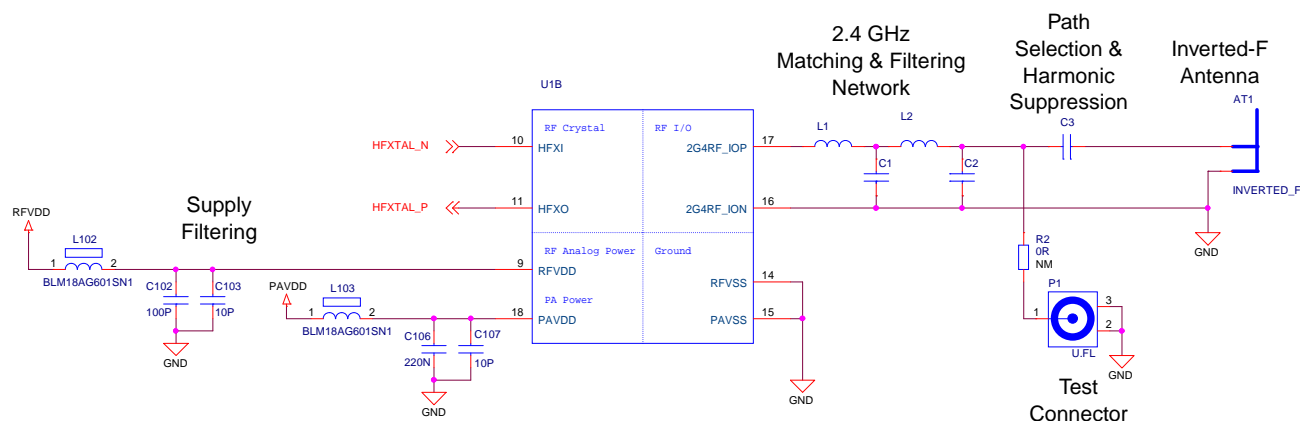 2.4 GHz
Matching & Filtering
Network
Path
Selection &
Harmonic
Suppression
Inverted-F
Antenna
U1B
AT1
RF Crystal
RF I/O
L1
L2
C3
HFXTAL_N
10
HFXI
2G4RF_IOP
17
C1
C2
INVERTED_F
HFXTAL_P
11
HFXO
2G4RF_ION
16
GND
Supply
Filtering
RFVDD
L102
1
2
BLM18AG601SN1
C102
100P
C103
10P
GND
RF Analog Power
Ground
9
RFVDD
RFVSS
14
PA Power
18
PAVDD
PAVSS
15
PAVDD
L103
1
2
BLM18AG601SN1
C106
220N
C107
10P
GND
GND
R2
0R
NM
P1
1
3
2
U.FL
GND
Test
Connector